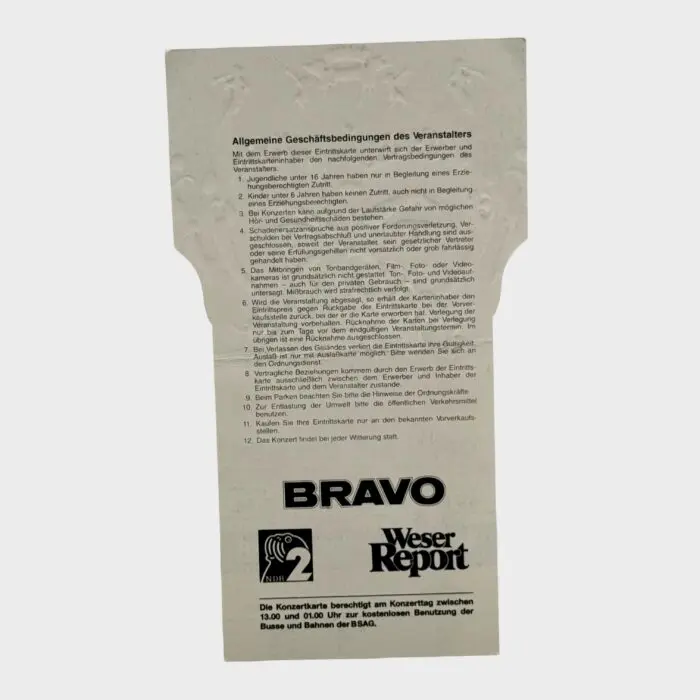 Allgemeine Geschäftsbedingungen des Veranstalters
Mit dem Erwerb dieser Eintrittskarte unterwirft sich der Erwerber und
Eintrittskarteninhaber den nachfolgenden Vertragsbedingungen des
Veranstalters.
1. Jugendliche unter 16 Jahren haben nur in Begleitung eines Erzie-
hungsberechtigten Zutritt.
2. Kinder unter 6 Jahren haben keinen Zutritt, auch nicht in Begleitung
eines Erziehungsberechtigten.
3. Bei Konzerten kann aufgrund der Lautstärke Gefahr von möglichen
Hör- und Gesundheitsschäden bestehen.
4. Schadenersatzansprüche aus positiver Forderungsverletzung, Ver-
schulden bei Vertragsabschluß und unerlaubter Handlung sind aus-
geschlossen, soweit der Veranstalter, sein gesetzlicher Vertreter
oder seine Erfüllungsgehilfen nicht vorsätzlich oder grob fahrlässig
gehandelt haben.
5. Das Mitbringen von Tonbandgeräten, Film-, Foto- oder Video-
kameras ist grundsätzlich nicht gestattet. Ton-, Foto- und Videoauf-
nahmen – auch für den privaten Gebrauch – sind grundsätzlich
untersagt. Mißbrauch wird strafrechtlich verfolgt.
6. Wird die Veranstaltung abgesagt, so erhält der Karteninhaber den
Eintrittspreis gegen Rückgabe der Eintrittskarte bei der Vorver-
kaufsstelle zurück, bei der er die Karte erworben hat. Verlegung der
Veranstaltung vorbehalten. Rücknahme der Karten bei Verlegung
nur bis zum Tage vor dem endgültigen Veranstaltungstermin. Im
übrigen ist eine Rücknahme ausgeschlossen.
7. Bei Verlassen des Geländes verliert die Eintrittskarte ihre Gültigkeit.
Auslaß ist nur mit Auslaßkarte möglich. Bitte wenden Sie sich an
den Ordnungsdienst.
8. Vertragliche Beziehungen kommen durch den Erwerb der Eintritts-
karte ausschließlich zwischen dem Erwerber und Inhaber der
Eintrittskarte und dem Veranstalter zustande.
9. Beim Parken beachten Sie bitte die Hinweise der Ordnungskräfte.
10. Zur Entlastung der Umwelt bitte die öffentlichen Verkehrsmittel
benutzen.
11. Kaufen Sie Ihre Eintrittskarte nur an den bekannten Vorverkaufs-
stellen.
12. Das Konzert findet bei jeder Witterung statt.
BRAVO
NDR 2
Weser
Report
Die Konzertkarte berechtigt am Konzerttag zwischen
13.00 und 01.00 Uhr zur kostenlosen Benutzung der
Busse und Bahnen der BSAG.